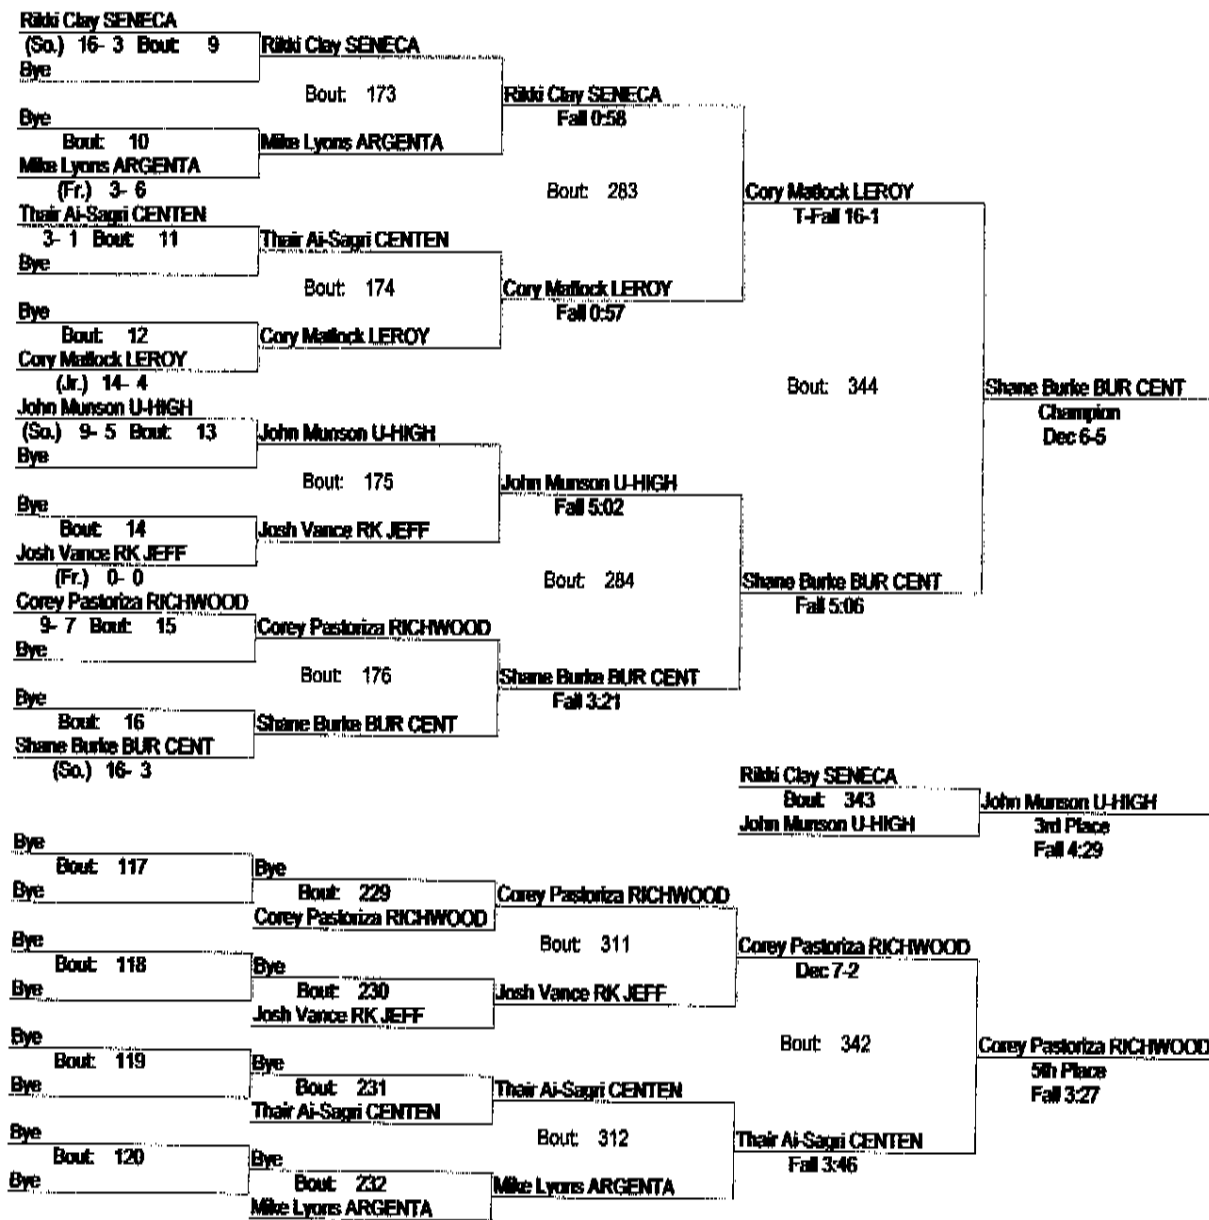 Rikki Clay SENECA
(So.) 16- 3 Bout: 9
Bye
Rikki Clay SENECA
Bout: 173
Rikki Clay SENECA
Fall 0:58
Bye
Bout: 10
Mike Lyons ARGENTA
Mike Lyons ARGENTA
(Fr.) 3- 6
Bout: 283
Cory Matlock LEROY
T-Fall 16-1
Thair Al-Sagri CENTEN
3- 1 Bout: 11
Thair Al-Sagri CENTEN
Bye
Bout: 174
Cory Matlock LEROY
Fall 0:57
Bye
Bout: 12
Cory Matlock LEROY
Cory Matlock LEROY
(Jr.) 14- 4
Bout: 344
Shane Burke BUR CENT
Champion
Dec 6-5
John Munson U-HIGH
(So.) 9- 5 Bout: 13
John Munson U-HIGH
Bye
Bout: 175
John Munson U-HIGH
Fall 5:02
Bye
Bout: 14
Josh Vance RK JEFF
Josh Vance RK JEFF
(Fr.) 0- 0
Bout: 284
Shane Burke BUR CENT
Fall 5:06
Corey Pastoriza RICHWOOD
9- 7 Bout: 15
Corey Pastoriza RICHWOOD
Bye
Bout: 176
Shane Burke BUR CENT
Fall 3:21
Bye
Bout: 16
Shane Burke BUR CENT
Shane Burke BUR CENT
(So.) 16- 3
Rikki Clay SENECA
Bout: 343
John Munson U-HIGH
John Munson U-HIGH
3rd Place
Fall 4:29
Bye
Bout: 117
Bye
Bye
Bout: 229
Corey Pastoriza RICHWOOD
Corey Pastoriza RICHWOOD
Bye
Bout: 118
Bye
Bye
Bout: 230
Josh Vance RK JEFF
Bout: 311
Josh Vance RK JEFF
Corey Pastoriza RICHWOOD
Dec 7-2
Bye
Bout: 119
Bye
Bye
Bout: 231
Thair Al-Sagri CENTEN
Thair Al-Sagri CENTEN
Bout: 342
Corey Pastoriza RICHWOOD
5th Place
Fall 3:27
Bye
Bout: 120
Bye
Bye
Bout: 232
Mike Lyons ARGENTA
Bout: 312
Mike Lyons ARGENTA
Thair Al-Sagri CENTEN
Fall 3:46